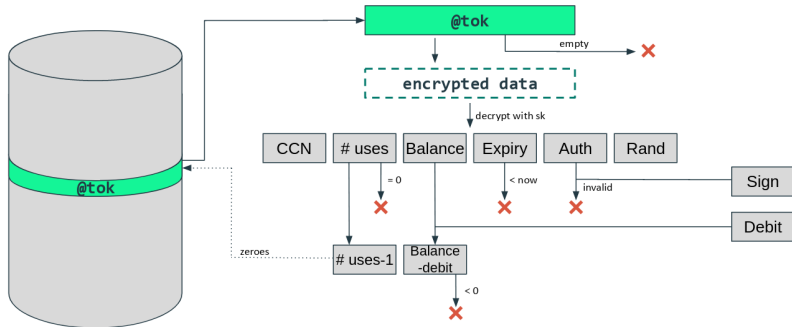 @tok
empty
encrypted data
decrypt with sk
CCN
# uses
Balance
Expiry
Auth
Rand
= 0
< now
invalid
Sign
@tok
Debit
zeroes
# uses-1
Balance
-debit
< 0